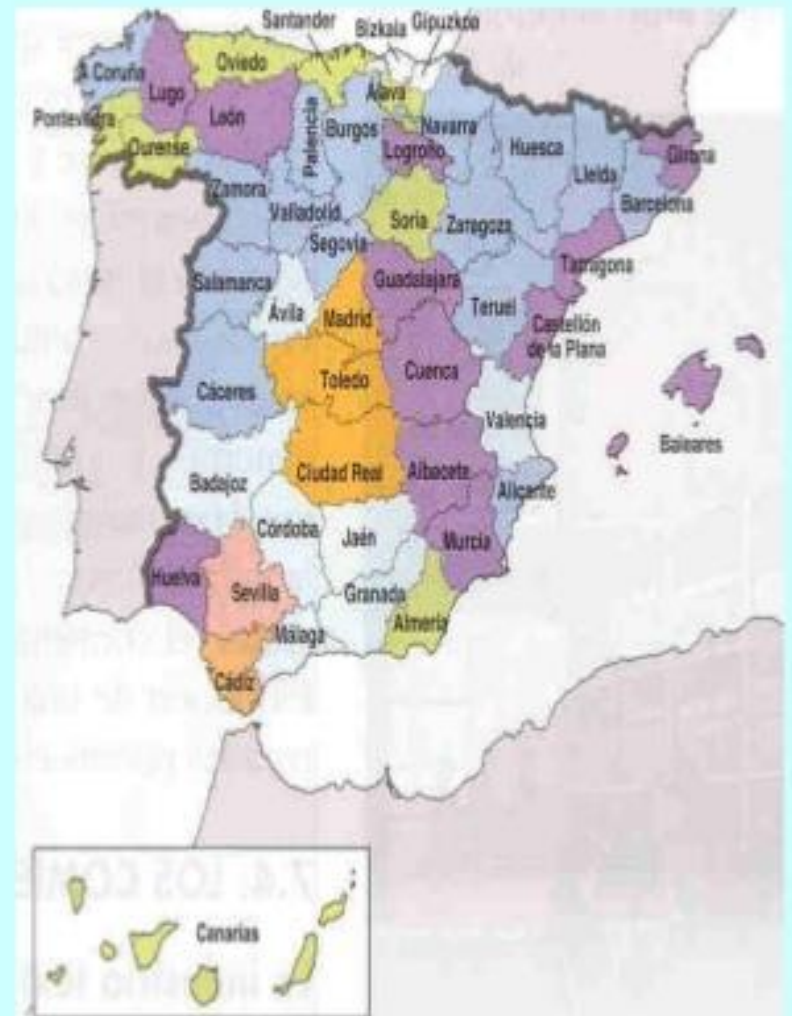 Santander
Bizkaia
Gipuzkoa
A Coruña
Lugo
Oviedo
León
Palencia
Burgos
Álava
Navarra
Logroño
Huesca
Lleida
Girona
Barcelona
Pontevedra
Ourense
Zamora
Valladolid
Soria
Zaragoza
Segovia
Tarragona
Salamanca
Ávila
Madrid
Guadalajara
Teruel
Castellón
de la Plana
Cáceres
Toledo
Cuenca
Valencia
Baleares
Badajoz
Ciudad Real
Albacete
Alicante
Córdoba
Jaén
Murcia
Huelva
Sevilla
Granada
Almería
Málaga
Cádiz
Canarias